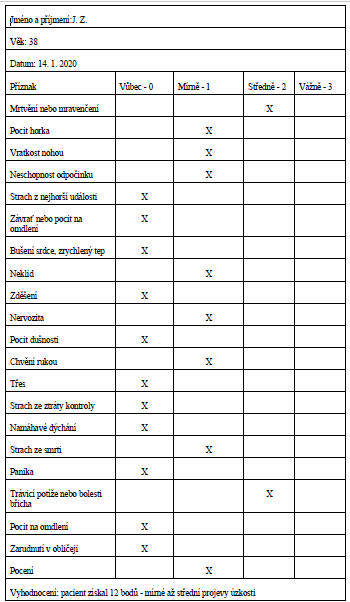 Jméno a příjmení:J. Z.
Věk: 38
Datum: 14. 1. 2020
Příznak Vůbec - 0 Mírně - 1 Středně - 2 Vážně - 3
Mrtvění nebo mravenčení X
Pocit horka X
Vratkost nohou X
Neschopnost odpočinku X
Strach z nejhorší události X
Závrať nebo pocit na X
omdlení
Bušení srdce, zrychlený tep X
Neklid X
Zděšení X
Nervozita X
Pocit dušnosti X
Chvění rukou X
Třes X
Strach ze ztráty kontroly X
Namáhavé dýchání X
Strach ze smrti X
Panika X
Trávicí potíže nebo bolesti X
břicha
Pocit na omdlení X
Zarudnutí v obličeji X
Pocení X
Vyhodnocení: pacient získal 12 bodů - mírné až střední projevy úzkosti